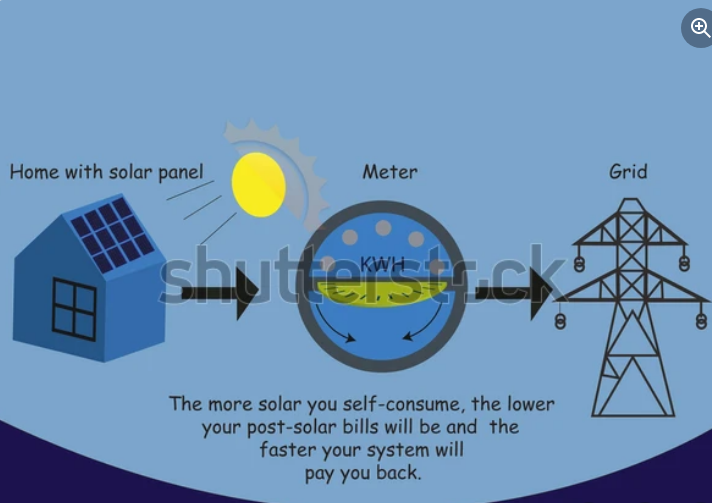 Home with solar panel
Meter
Grid
KWH
shutterstock
The more solar you self-consume, the lower
your post-solar bills will be and the
faster your system will
pay you back.